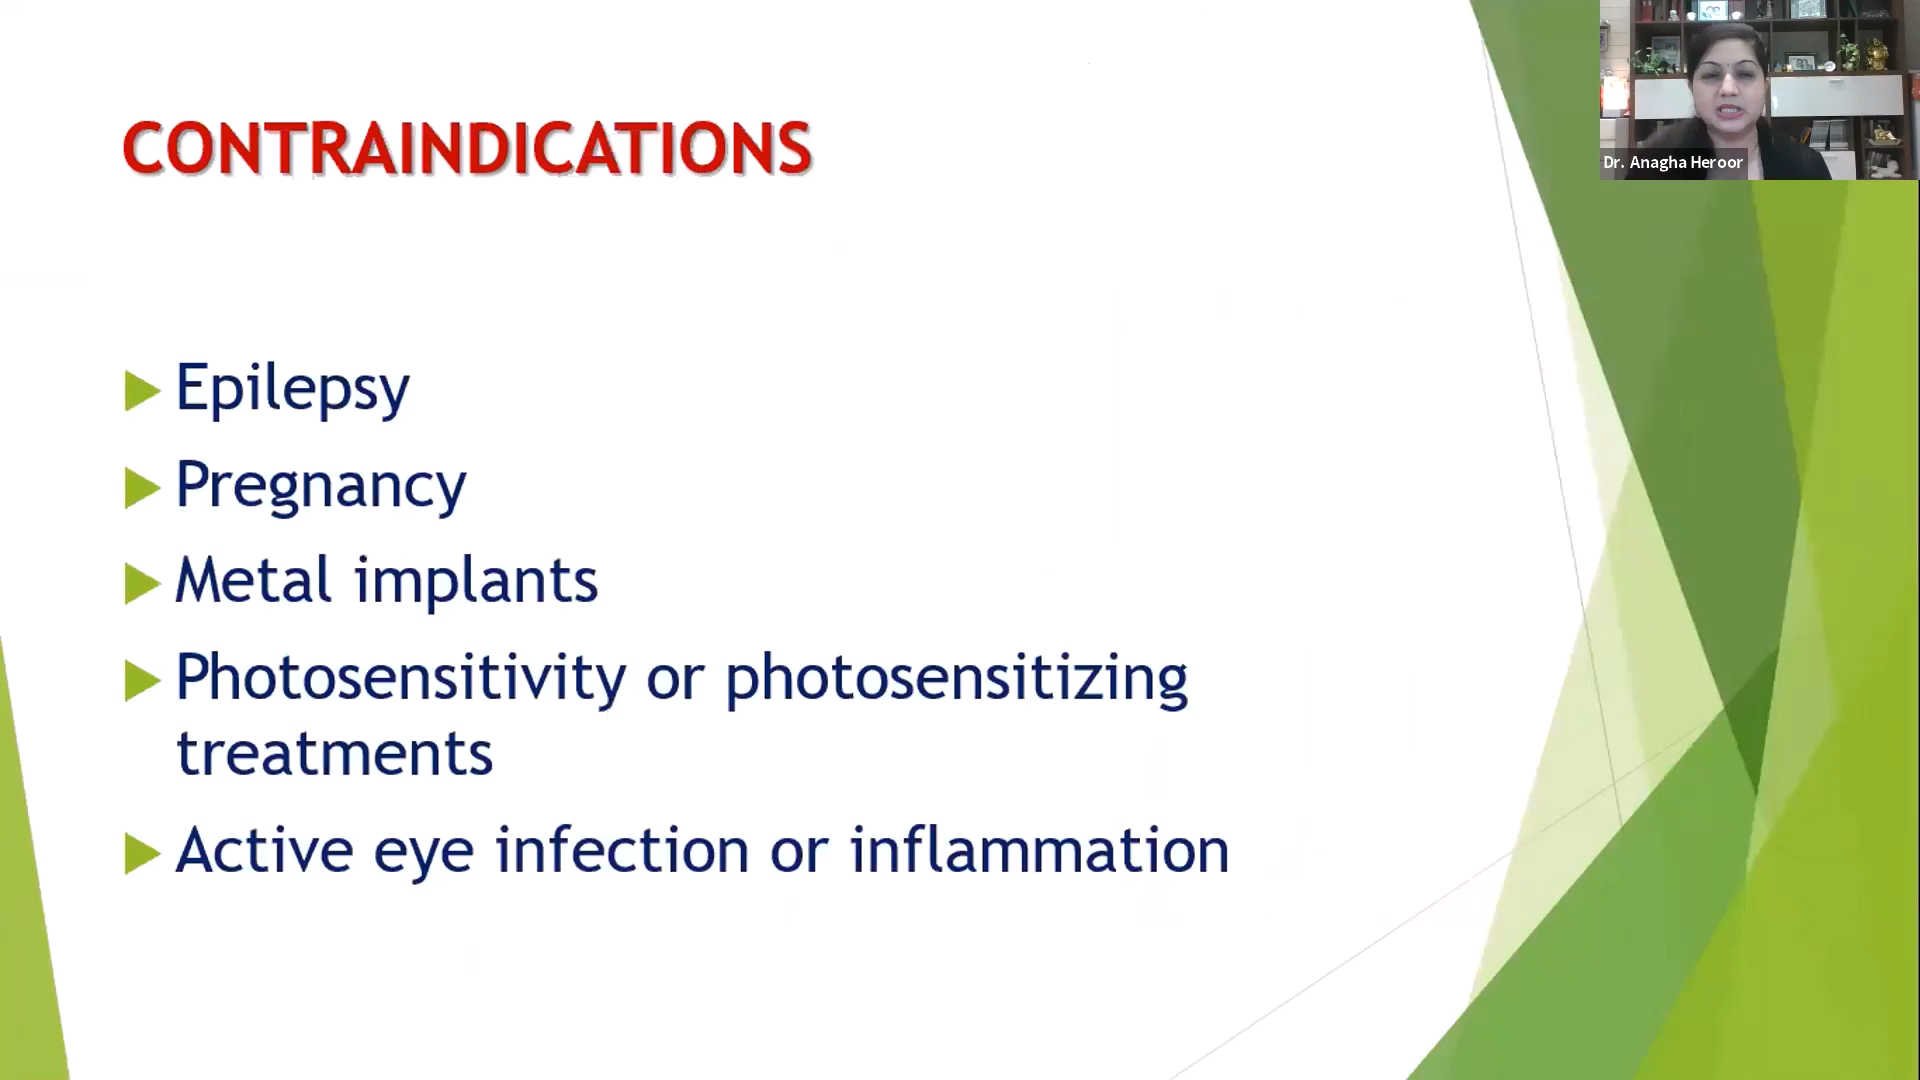 CONTRAINDICATIONS
Dr. Anagha Heroor
Epilepsy
Pregnancy
Metal implants
Photosensitivity or photosensitizing
treatments
Active eye infection or inflammation